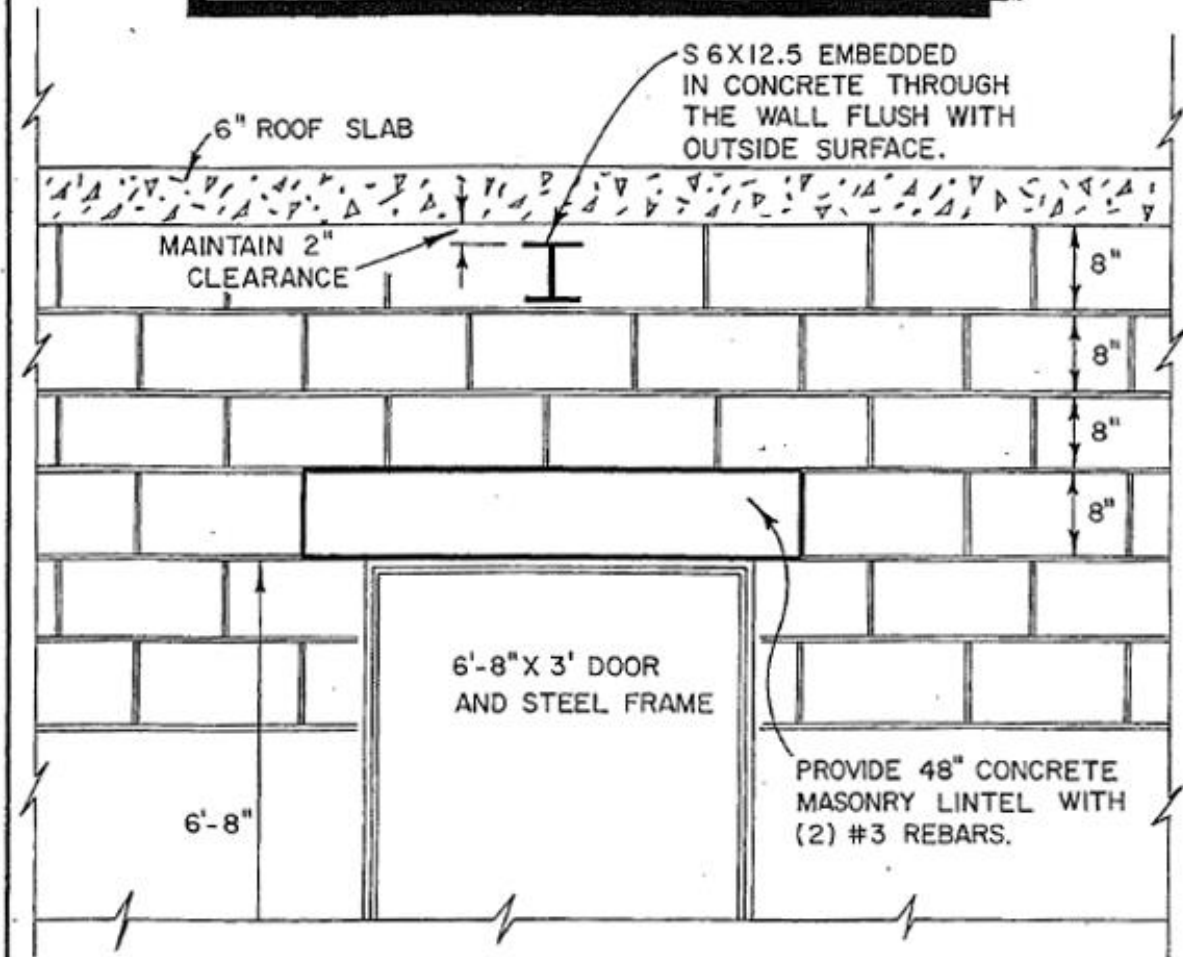 S 6X12.5 EMBEDDED
IN CONCRETE THROUGH
THE WALL FLUSH WITH
OUTSIDE SURFACE.
6" ROOF SLAB
MAINTAIN 2"
CLEARANCE
8"
8"
8"
8"
6'-8" X 3' DOOR
AND STEEL FRAME
PROVIDE 48" CONCRETE
MASONRY LINTEL WITH
(2) #3 REBARS.
6'-8"